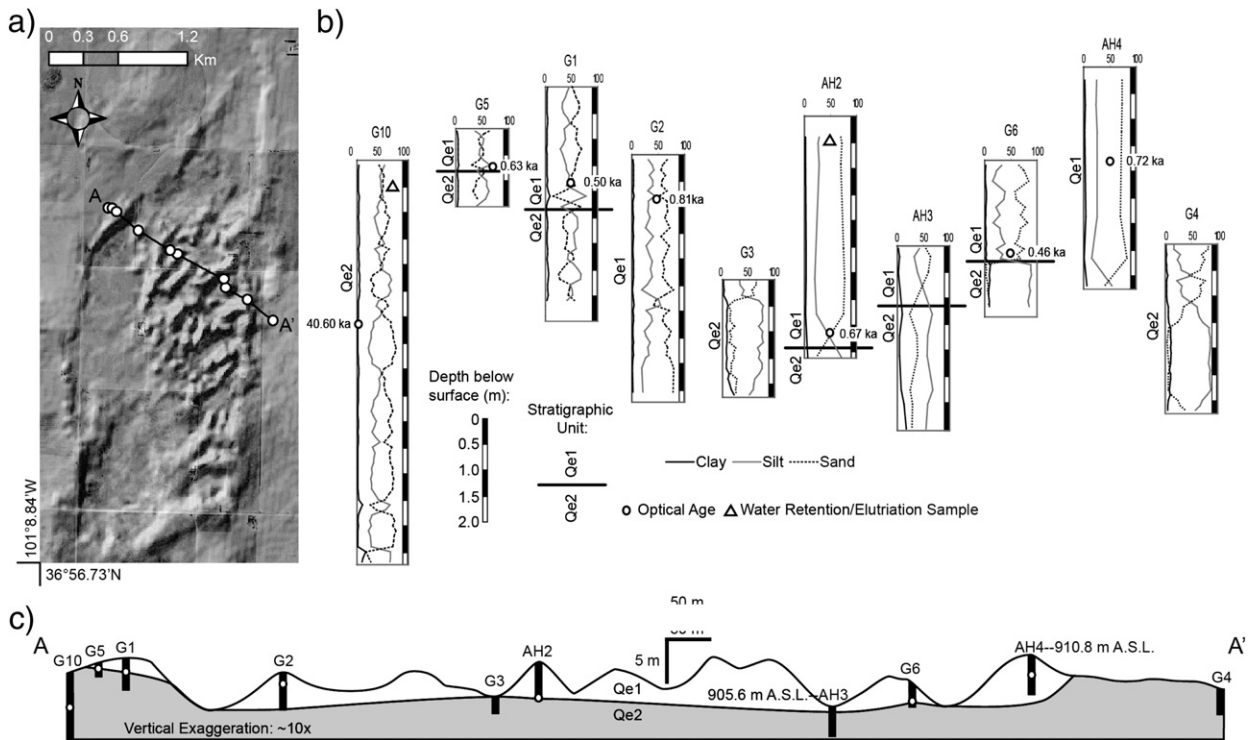 a)
0 0.3 0.6 1.2
Km
N
A
A'
101°8.84'W
36°56.73'N
b)
G10
0 50 100
Qe2
40.60 ka
G5
0 50 100
Qe1
Qe2
0.63 ka
G1
0 50 100
Qe1
Qe2
0.50 ka
G2
0 50 100
Qe1
0.81ka
G3
0 50 100
AH2
0 50 100
Qe1
Qe2
0.67 ka
AH3
0 50 100
Qe1
Qe2
G6
0 50 100
Qe1
Qe2
0.46 ka
AH4
0 50 100
Qe1
0.72 ka
G4
0 50 100
Depth below
surface (m):
0
0.5
1.0
1.5
2.0
Stratigraphic
Unit:
Qe1
Qe2
Clay Silt Sand
Optical Age Water Retention/Elutriation Sample
c)
A
A'
G10
G5
G1
G2
G3
AH2
50 m
5 m
Qe1
Qe2
905.6 m A.S.L.--AH3
G6
AH4--910.8 m A.S.L.
G4
Vertical Exaggeration: ~10x